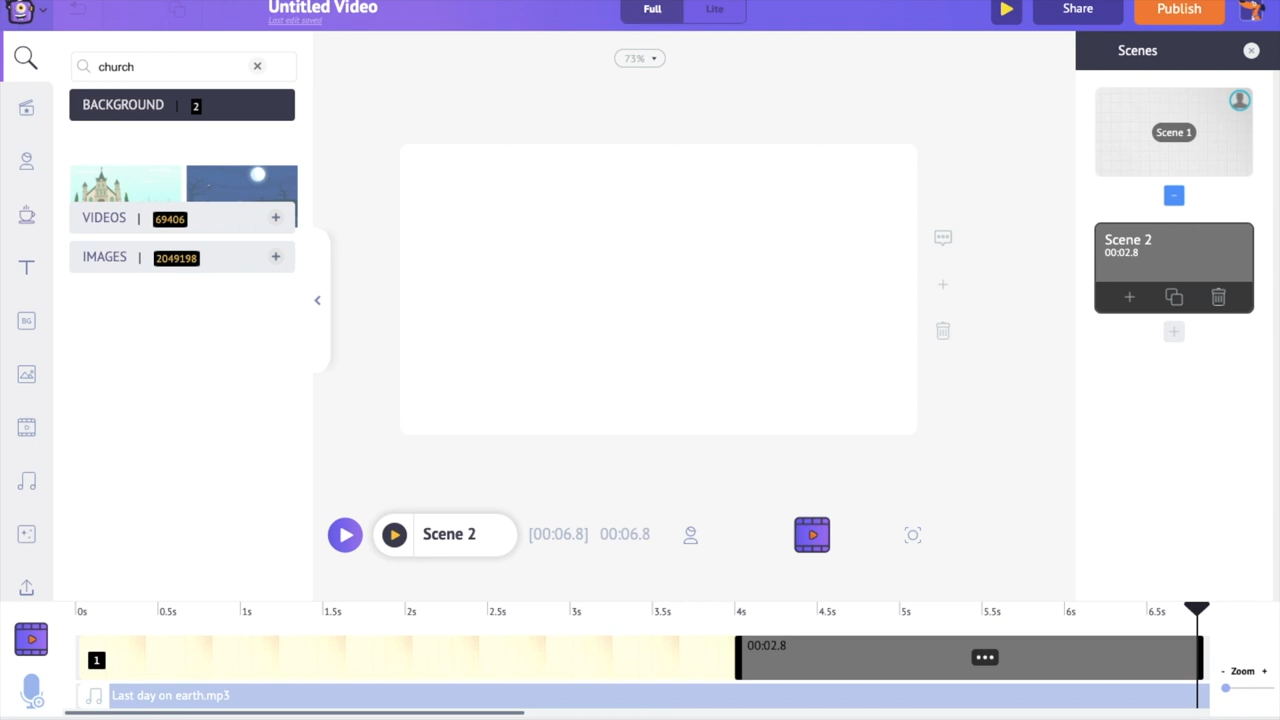 Untitled Video
Last edit saved
Full
Lite
Share
Publish
church
BACKGROUND | 2
VIDEOS | 69406
IMAGES | 2049198
73%
Scenes
Scene 1
Scene 2
00:02.8
Scene 2
[00:06.8] 00:06.8
BG
0s 0.5s 1s 1.5s 2s 2.5s 3s 3.5s 4s 4.5s 5s 5.5s 6s 6.5s
1
00:02.8
Last day on earth.mp3
- Zoom +